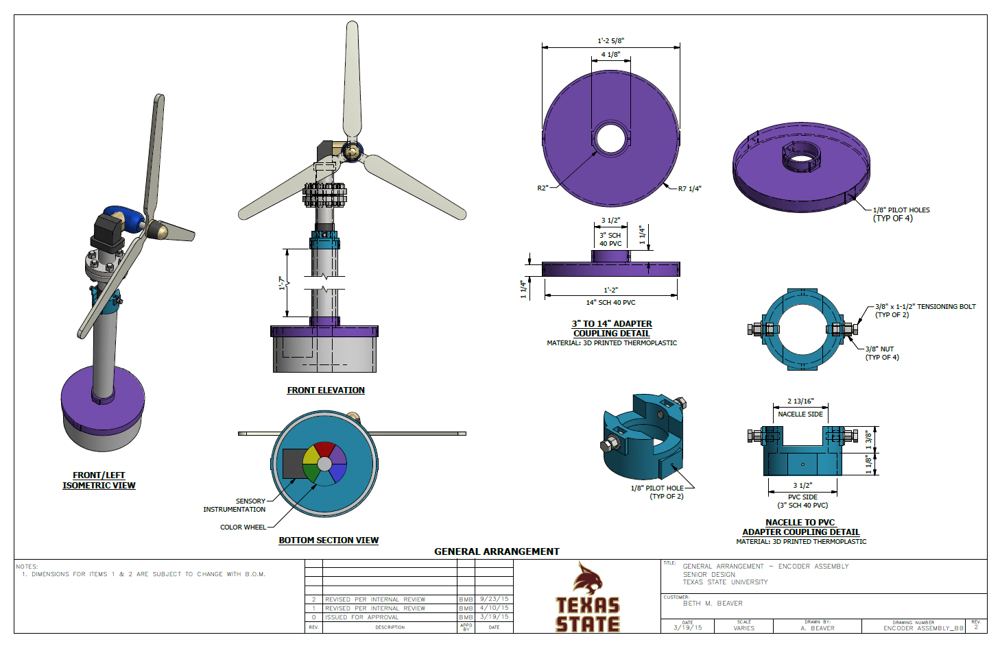 1'-2 5/8"
4 1/8"
R2"
R7 1/4"
1/8" PILOT HOLES
(TYP OF 4)
3 1/2"
3" SCH
40 PVC
1 1/4"
1 1/4"
1'-2"
14" SCH 40 PVC
3" TO 14" ADAPTER
COUPLING DETAIL
MATERIAL: 3D PRINTED THERMOPLASTIC
1'-7"
FRONT ELEVATION
3/8" x 1-1/2" TENSIONING BOLT
(TYP OF 2)
3/8" NUT
(TYP OF 4)
2 13/16"
NACELLE SIDE
1 3/8"
1 1/8"
3 1/2"
PVC SIDE
(3" SCH 40 PVC)
1/8" PILOT HOLE
(TYP OF 2)
NACELLE TO PVC
ADAPTER COUPLING DETAIL
MATERIAL: 3D PRINTED THERMOPLASTIC
FRONT/LEFT
ISOMETRIC VIEW
SENSORY
INSTRUMENTATION
COLOR WHEEL
BOTTOM SECTION VIEW
GENERAL ARRANGEMENT
NOTES:
1. DIMENSIONS FOR ITEMS 1 & 2 ARE SUBJECT TO CHANGE WITH B.O.M.
2 REVISED PER INTERNAL REVIEW BMB 9/23/15
1 REVISED PER INTERNAL REVIEW BMB 4/10/15
0 ISSUED FOR APPROVAL BMB 3/19/15
REV. DESCRIPTION APPD BY DATE
TEXAS
STATE
TITLE:
GENERAL ARRANGEMENT – ENCODER ASSEMBLY
SENIOR DESIGN
TEXAS STATE UNIVERSITY
CUSTOMER:
BETH M. BEAVER
DATE SCALE DRAWN BY: DRAWING NUMBER REV.
3/19/15 VARIES A. BEAVER ENCODER ASSEMBLY_BB 2